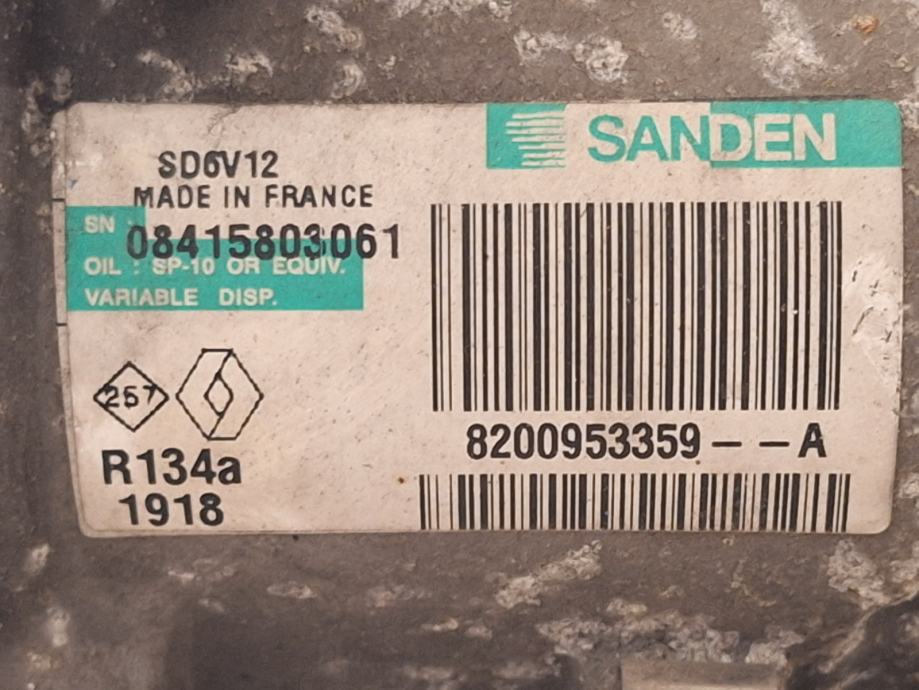 SANDEN
SD6V12
MADE IN FRANCE
SN :
08415803061
OIL : SP-10 OR EQUIV.
VARIABLE DISP.
257
R134a
1918
8200953359--A